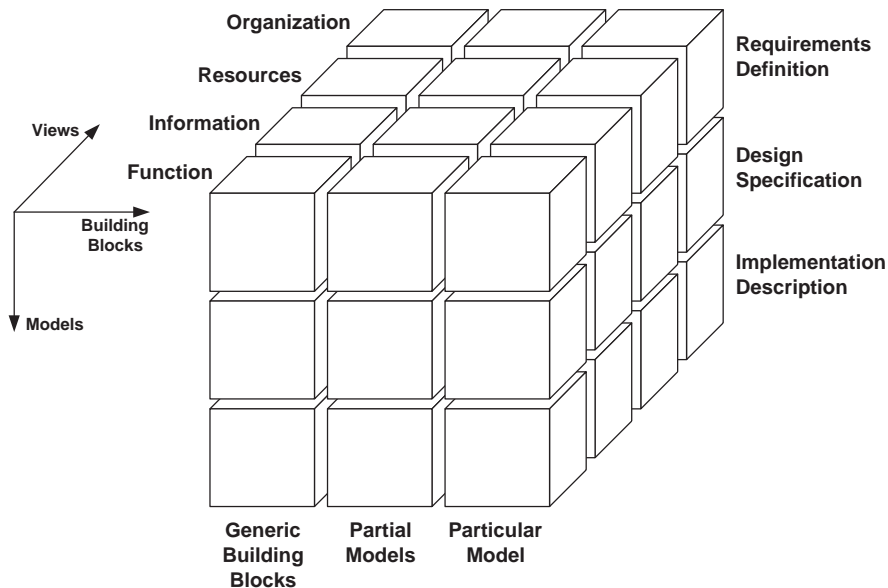 Organization
Resources
Information
Function
Requirements
Definition
Design
Specification
Implementation
Description
Views
Building
Blocks
Models
Generic
Building
Blocks
Partial
Models
Particular
Model